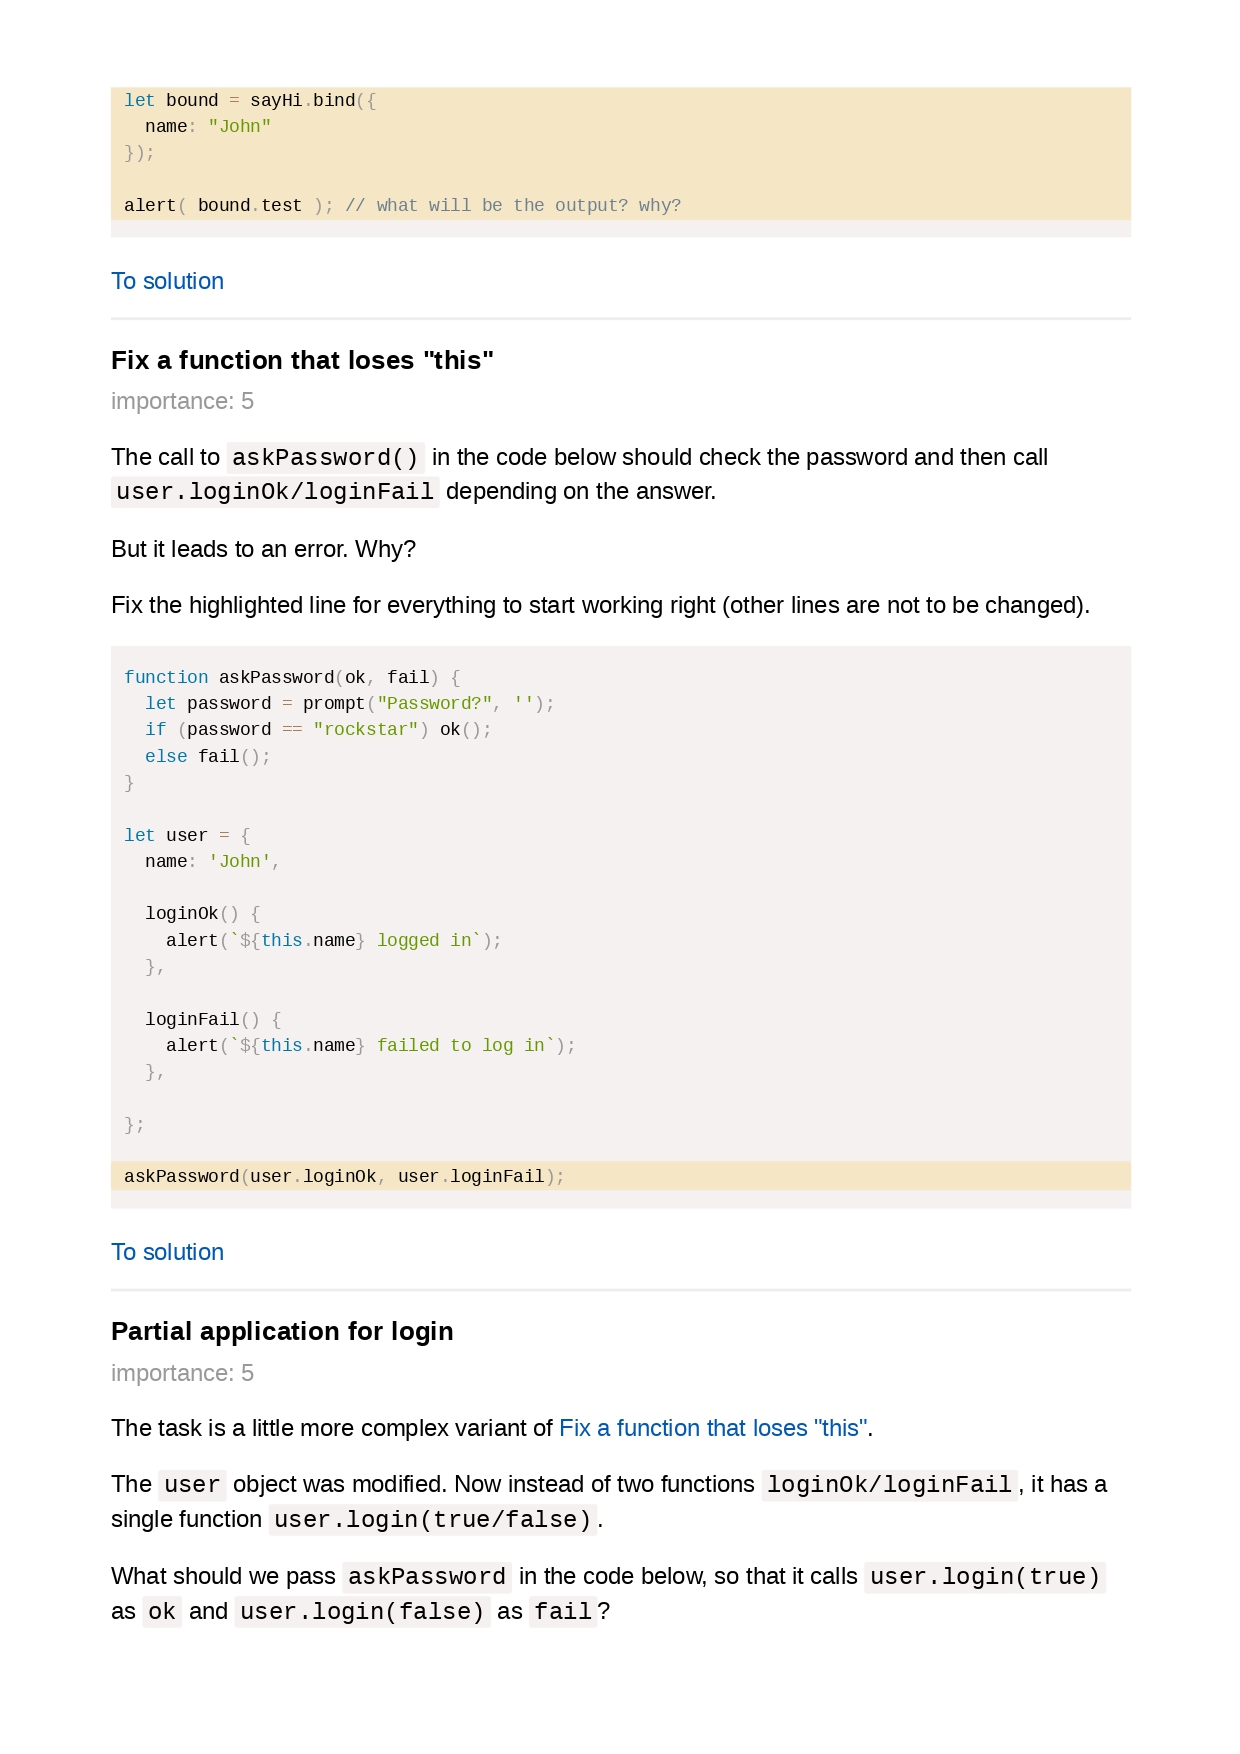 let bound = sayHi.bind({
  name: "John"
});

alert( bound.test ); // what will be the output? why?
To solution
Fix a function that loses "this"
importance: 5
The call to askPassword() in the code below should check the password and then call
user.loginOk/loginFail depending on the answer.
But it leads to an error. Why?
Fix the highlighted line for everything to start working right (other lines are not to be changed).
function askPassword(ok, fail) {
  let password = prompt("Password?", '');
  if (password == "rockstar") ok();
  else fail();
}

let user = {
  name: 'John',

  loginOk() {
    alert(`${this.name} logged in`);
  },

  loginFail() {
    alert(`${this.name} failed to log in`);
  },

};

askPassword(user.loginOk, user.loginFail);
To solution
Partial application for login
importance: 5
The task is a little more complex variant of Fix a function that loses "this".
The user object was modified. Now instead of two functions loginOk/loginFail, it has a
single function user.login(true/false).
What should we pass askPassword in the code below, so that it calls user.login(true)
as ok and user.login(false) as fail?